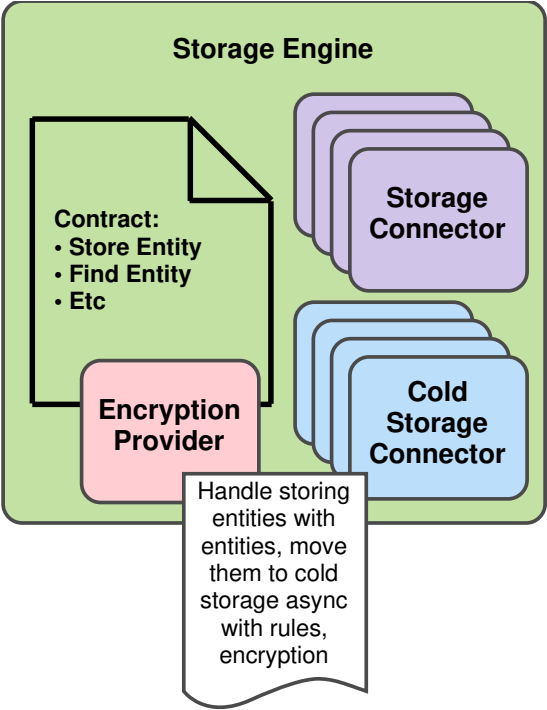 Storage Engine
Contract:
• Store Entity
• Find Entity
• Etc
Storage
Connector
Encryption
Provider
Cold
Storage
Connector
Handle storing
entities with
entities, move
them to cold
storage async
with rules,
encryption